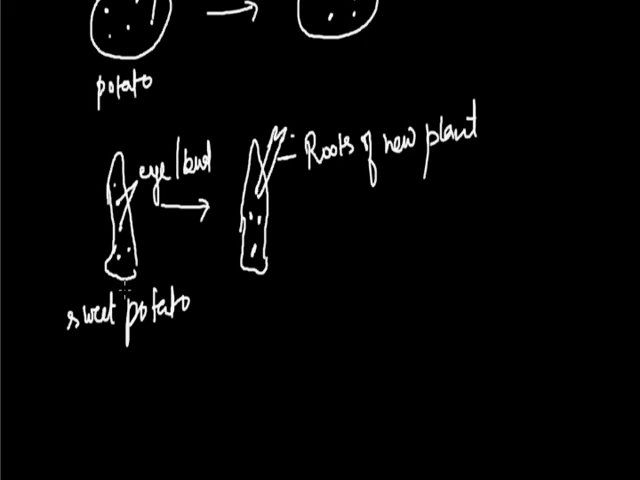 potato
eye/bud
Roots of new plant
sweet potato